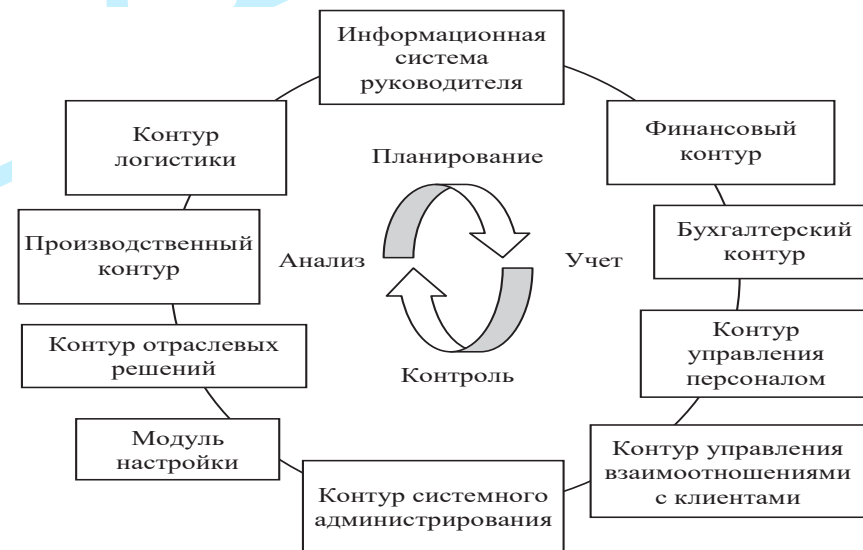 Информационная
система
руководителя
Контур
логистики
Финансовый
контур
Планирование
Производственный
контур
Анализ
Учет
Бухгалтерский
контур
Контур отраслевых
решений
Контроль
Контур
управления
персоналом
Модуль
настройки
Контур системного
администрирования
Контур управления
взаимоотношениями
с клиентами